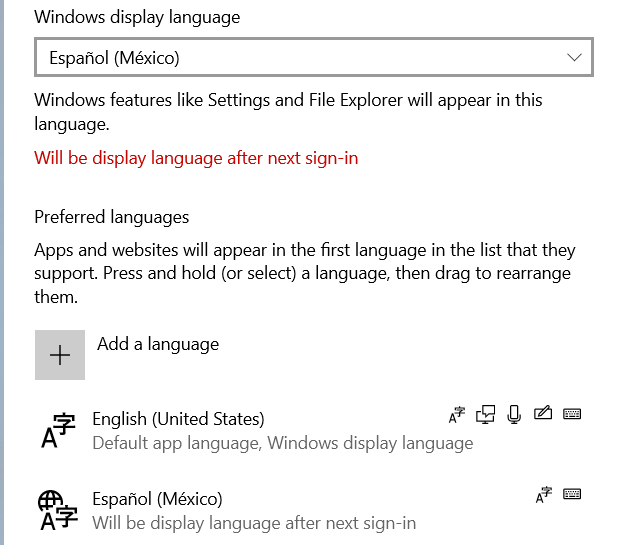 Windows display language
Español (México)
Windows features like Settings and File Explorer will appear in this
language.
Will be display language after next sign-in
Preferred languages
Apps and websites will appear in the first language in the list that they
support. Press and hold (or select) a language, then drag to rearrange
them.
Add a language
English (United States)
Default app language, Windows display language
Español (México)
Will be display language after next sign-in